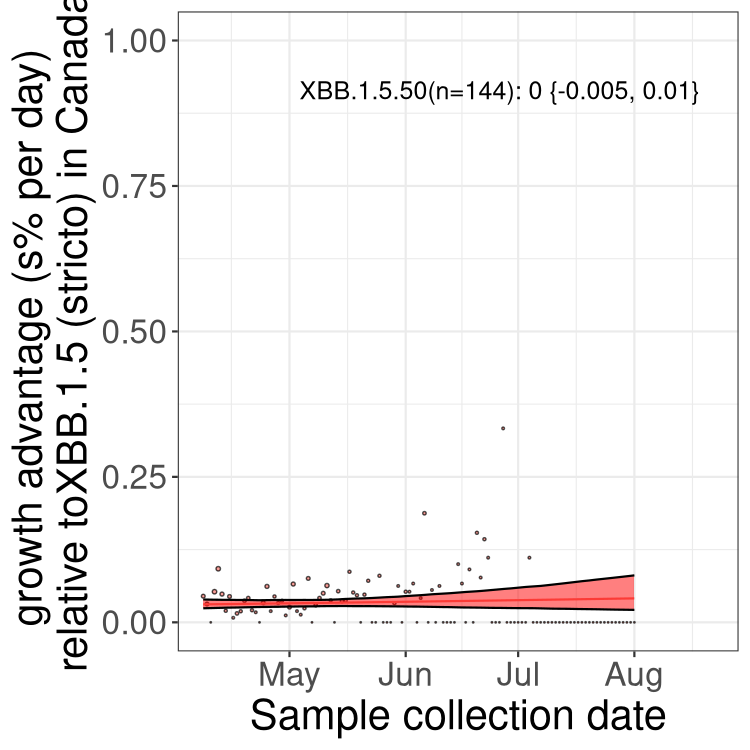 growth advantage (s% per day)
relative toXBB.1.5 (stricto) in Canada
1.00
0.75
0.50
0.25
0.00
XBB.1.5.50(n=144): 0 {-0.005, 0.01}
May Jun Jul Aug
Sample collection date